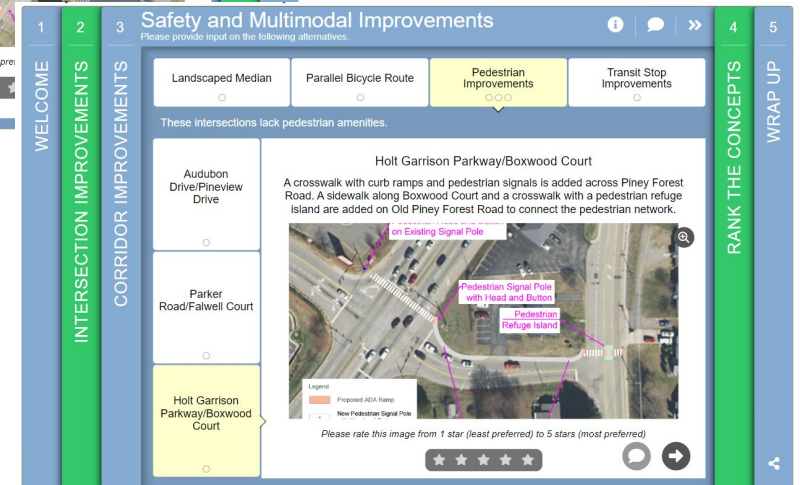 1
WELCOME
2
INTERSECTION IMPROVEMENTS
3
CORRIDOR IMPROVEMENTS
Safety and Multimodal Improvements
Please provide input on the following alternatives.
Landscaped Median
Parallel Bicycle Route
Pedestrian
Improvements
Transit Stop
Improvements
These intersections lack pedestrian amenities.
Audubon
Drive/Pineview
Drive
Parker
Road/Falwell Court
Holt Garrison
Parkway/Boxwood
Court
Holt Garrison Parkway/Boxwood Court
A crosswalk with curb ramps and pedestrian signals is added across Piney Forest
Road. A sidewalk along Boxwood Court and a crosswalk with a pedestrian refuge
island are added on Old Piney Forest Road to connect the pedestrian network.
on Existing Signal Pole
Pedestrian Signal Pole
with Head and Button
Pedestrian
Refuge Island
Legend
Proposed ADA Ramp
New Pedestrian Signal Pole
Please rate this image from 1 star (least preferred) to 5 stars (most preferred)
4
RANK THE CONCEPTS
5
WRAP UP